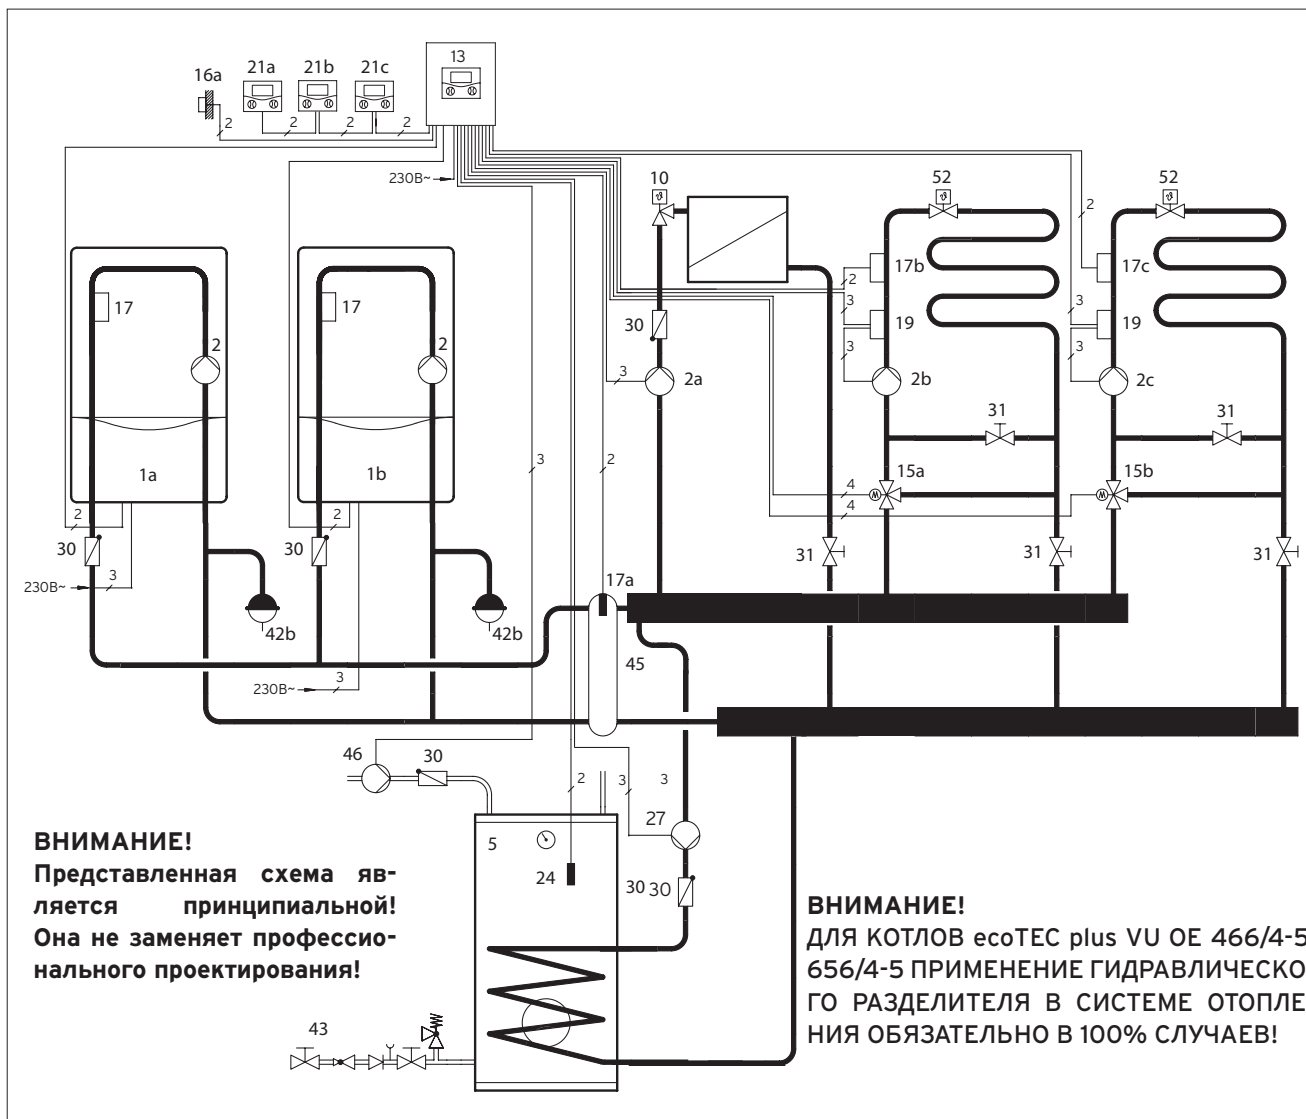 16a
21a
21b
21c
13
2
2
2
2
230В~
10
52
52
2
17
17
17b
17c
2
3
3
30
19
19
2
2
3
3
3
2a
2b
2c
31
31
1a
1b
3
2
15a
15b
4
4
2
2
30
30
31
31
31
230В~
3
17a
42b
42b
45
230В~
3
46
30
2
3
3
27
5
24
30
30
43
ВНИМАНИЕ!
Представленная схема яв-
ляется принципиальной!
Она не заменяет профессио-
нального проектирования!
ВНИМАНИЕ!
ДЛЯ КОТЛОВ ecoTEC plus VU OE 466/4-5
656/4-5 ПРИМЕНЕНИЕ ГИДРАВЛИЧЕСКО
ГО РАЗДЕЛИТЕЛЯ В СИСТЕМЕ ОТОПЛЕ
НИЯ ОБЯЗАТЕЛЬНО В 100% СЛУЧАЕВ!